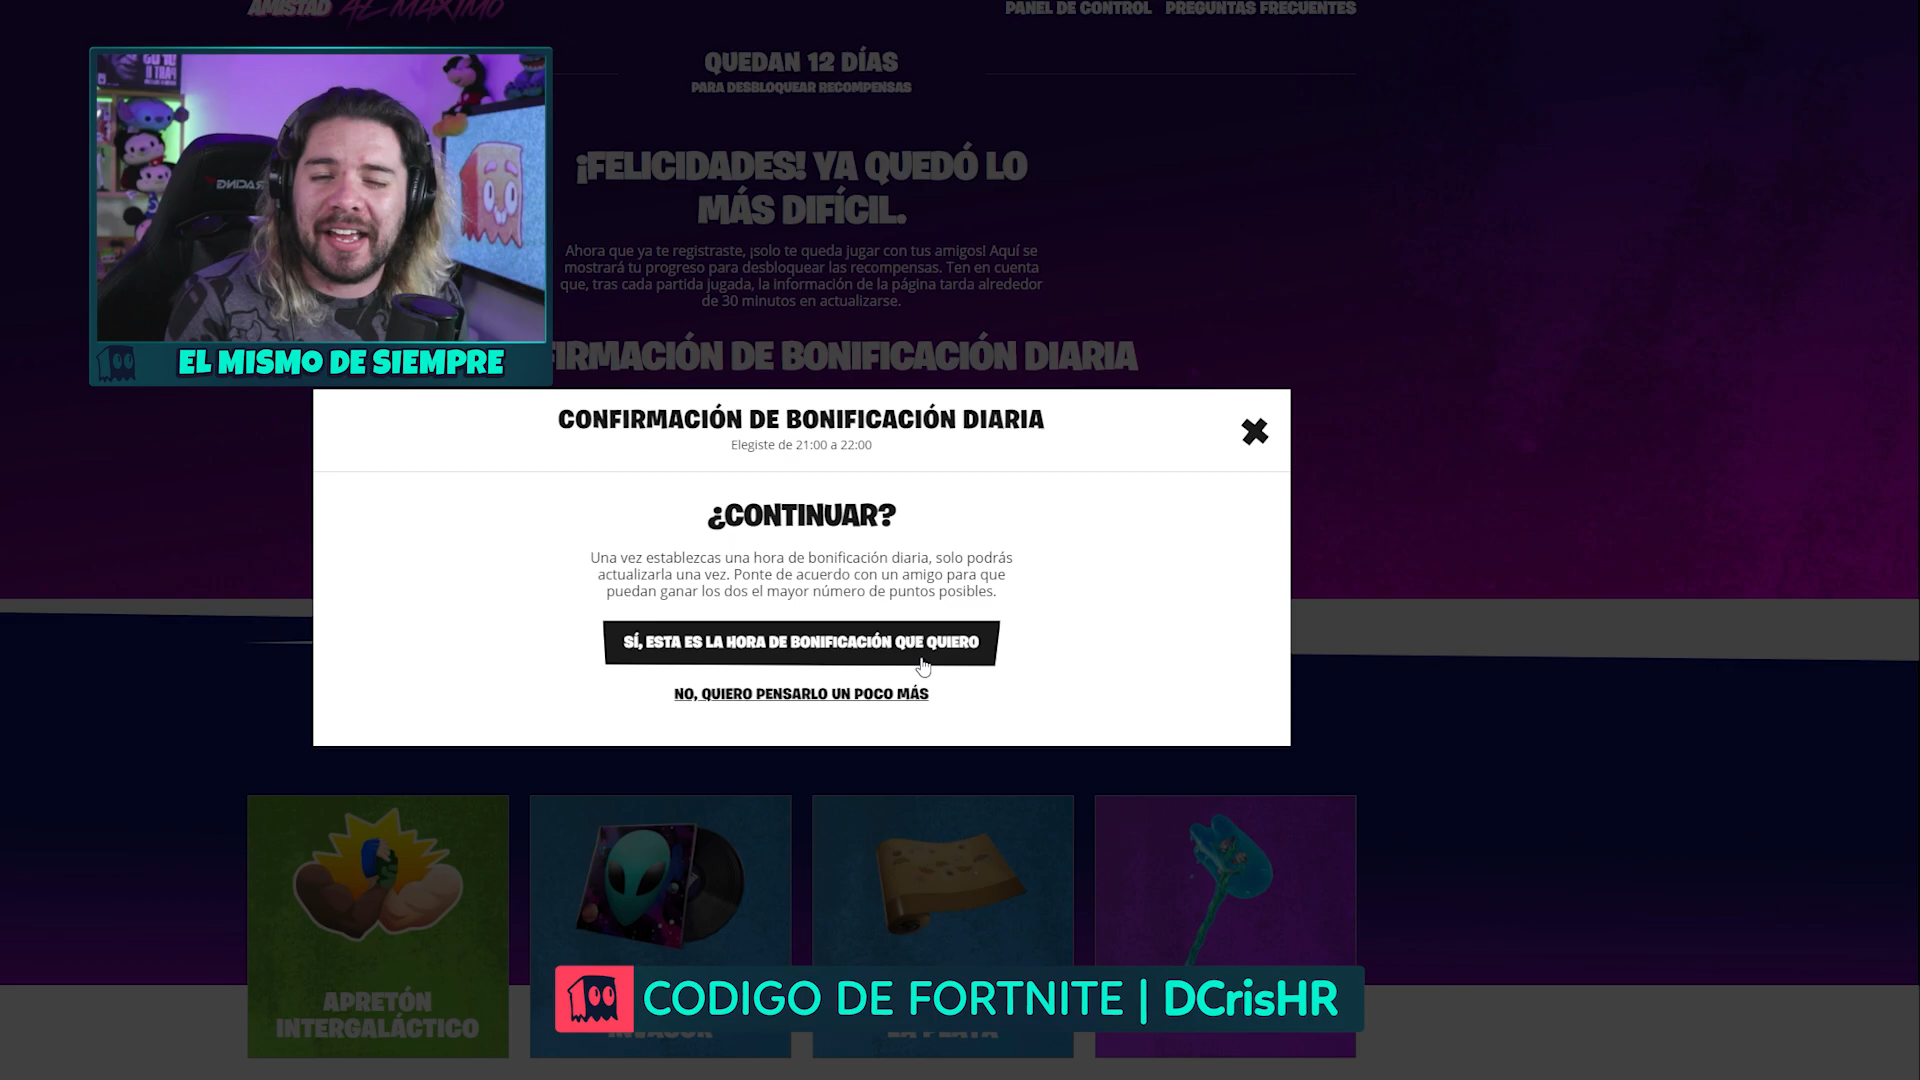 AMISTAD AL MÁXIMO
PANEL DE CONTROL PREGUNTAS FRECUENTES
QUEDAN 12 DÍAS
PARA DESBLOQUEAR RECOMPENSAS
¡FELICIDADES! YA QUEDÓ LO
MÁS DIFÍCIL.
Ahora que ya te registraste, ¡solo te queda jugar con tus amigos! Aquí se
mostrará tu progreso para desbloquear las recompensas. Ten en cuenta
que, tras cada partida jugada, la información de la página tarda alrededor
de 30 minutos en actualizarse.
EL MISMO DE SIEMPRE
FIRMACIÓN DE BONIFICACIÓN DIARIA
CONFIRMACIÓN DE BONIFICACIÓN DIARIA
Elegiste de 21:00 a 22:00
¿CONTINUAR?
Una vez establezcas una hora de bonificación diaria, solo podrás
actualizarla una vez. Ponte de acuerdo con un amigo para que
puedan ganar los dos el mayor número de puntos posibles.
SÍ, ESTA ES LA HORA DE BONIFICACIÓN QUE QUIERO
NO, QUIERO PENSARLO UN POCO MÁS
APRETÓN
INTERGALÁCTICO
CODIGO DE FORTNITE | DCrisHR
LA PLAYA